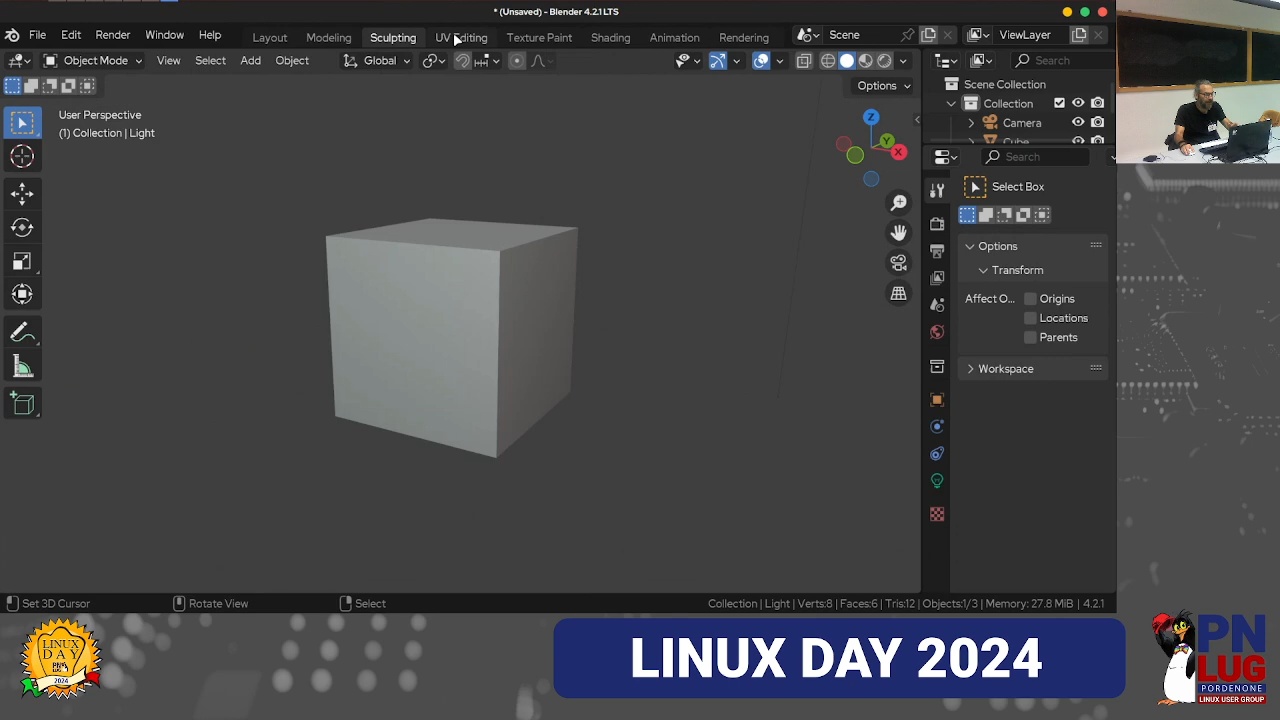 * (Unsaved) - Blender 4.2.1 LTS
File Edit Render Window Help Layout Modeling Sculpting UV Editing Texture Paint Shading Animation Rendering Scene ViewLayer
Object Mode View Select Add Object Global Search
Options
User Perspective
(1) Collection | Light
Z
Y
X
Scene Collection
Collection
Camera
Cube
Search
Select Box
Options
Transform
Affect O... Origins
Locations
Parents
Workspace
Set 3D Cursor Rotate View Select Collection | Light | Verts:8 | Faces:6 | Tris:12 | Objects:1/3 | Memory: 27.8 MiB | 4.2.1
LINUX
DAY
2024
LINUX DAY 2024
PN
LUG
PORDENONE
LINUX USER GROUP